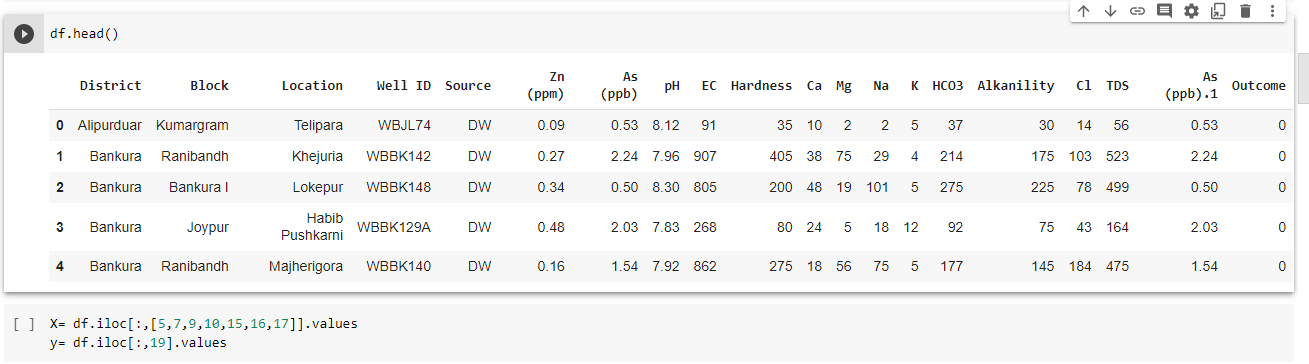 df.head()
District Block Location Well ID Source Zn (ppm) As (ppb) pH EC Hardness Ca Mg Na K HCO3 Alkanility Cl TDS As (ppb).1 Outcome
0 Alipurduar Kumargram Telipara WBJL74 DW 0.09 0.53 8.12 91 35 10 2 2 5 37 30 14 56 0.53 0
1 Bankura Ranibandh Khejuria WBBK142 DW 0.27 2.24 7.96 907 405 38 75 29 4 214 175 103 523 2.24 0
2 Bankura Bankura I Lokepur WBBK148 DW 0.34 0.50 8.30 805 200 48 19 101 5 275 225 78 499 0.50 0
3 Bankura Joypur Habib Pushkarni WBBK129A DW 0.48 2.03 7.83 268 80 24 5 18 12 92 75 43 164 2.03 0
4 Bankura Ranibandh Majherigora WBBK140 DW 0.16 1.54 7.92 862 275 18 56 75 5 177 145 184 475 1.54 0
[ ] X= df.iloc[:,[5,7,9,10,15,16,17]].values
y= df.iloc[:,19].values